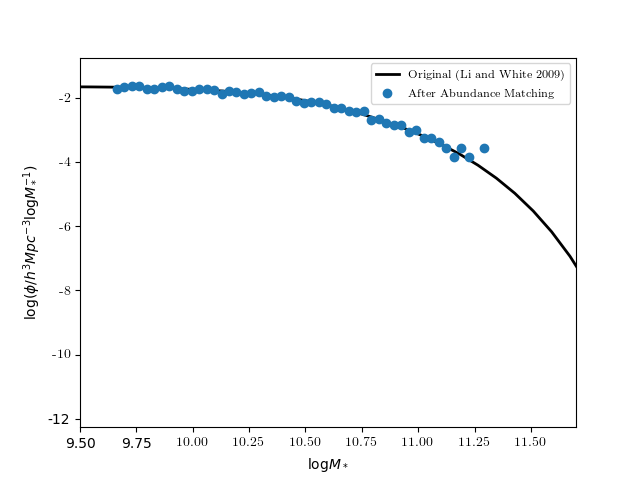 Original (Li and White 2009)
After Abundance Matching
log(ϕ/h³Mpc⁻³logM*⁻¹)
-2
-4
-6
-8
-10
-12
9.50 9.75 10.00 10.25 10.50 10.75 11.00 11.25 11.50
logM*